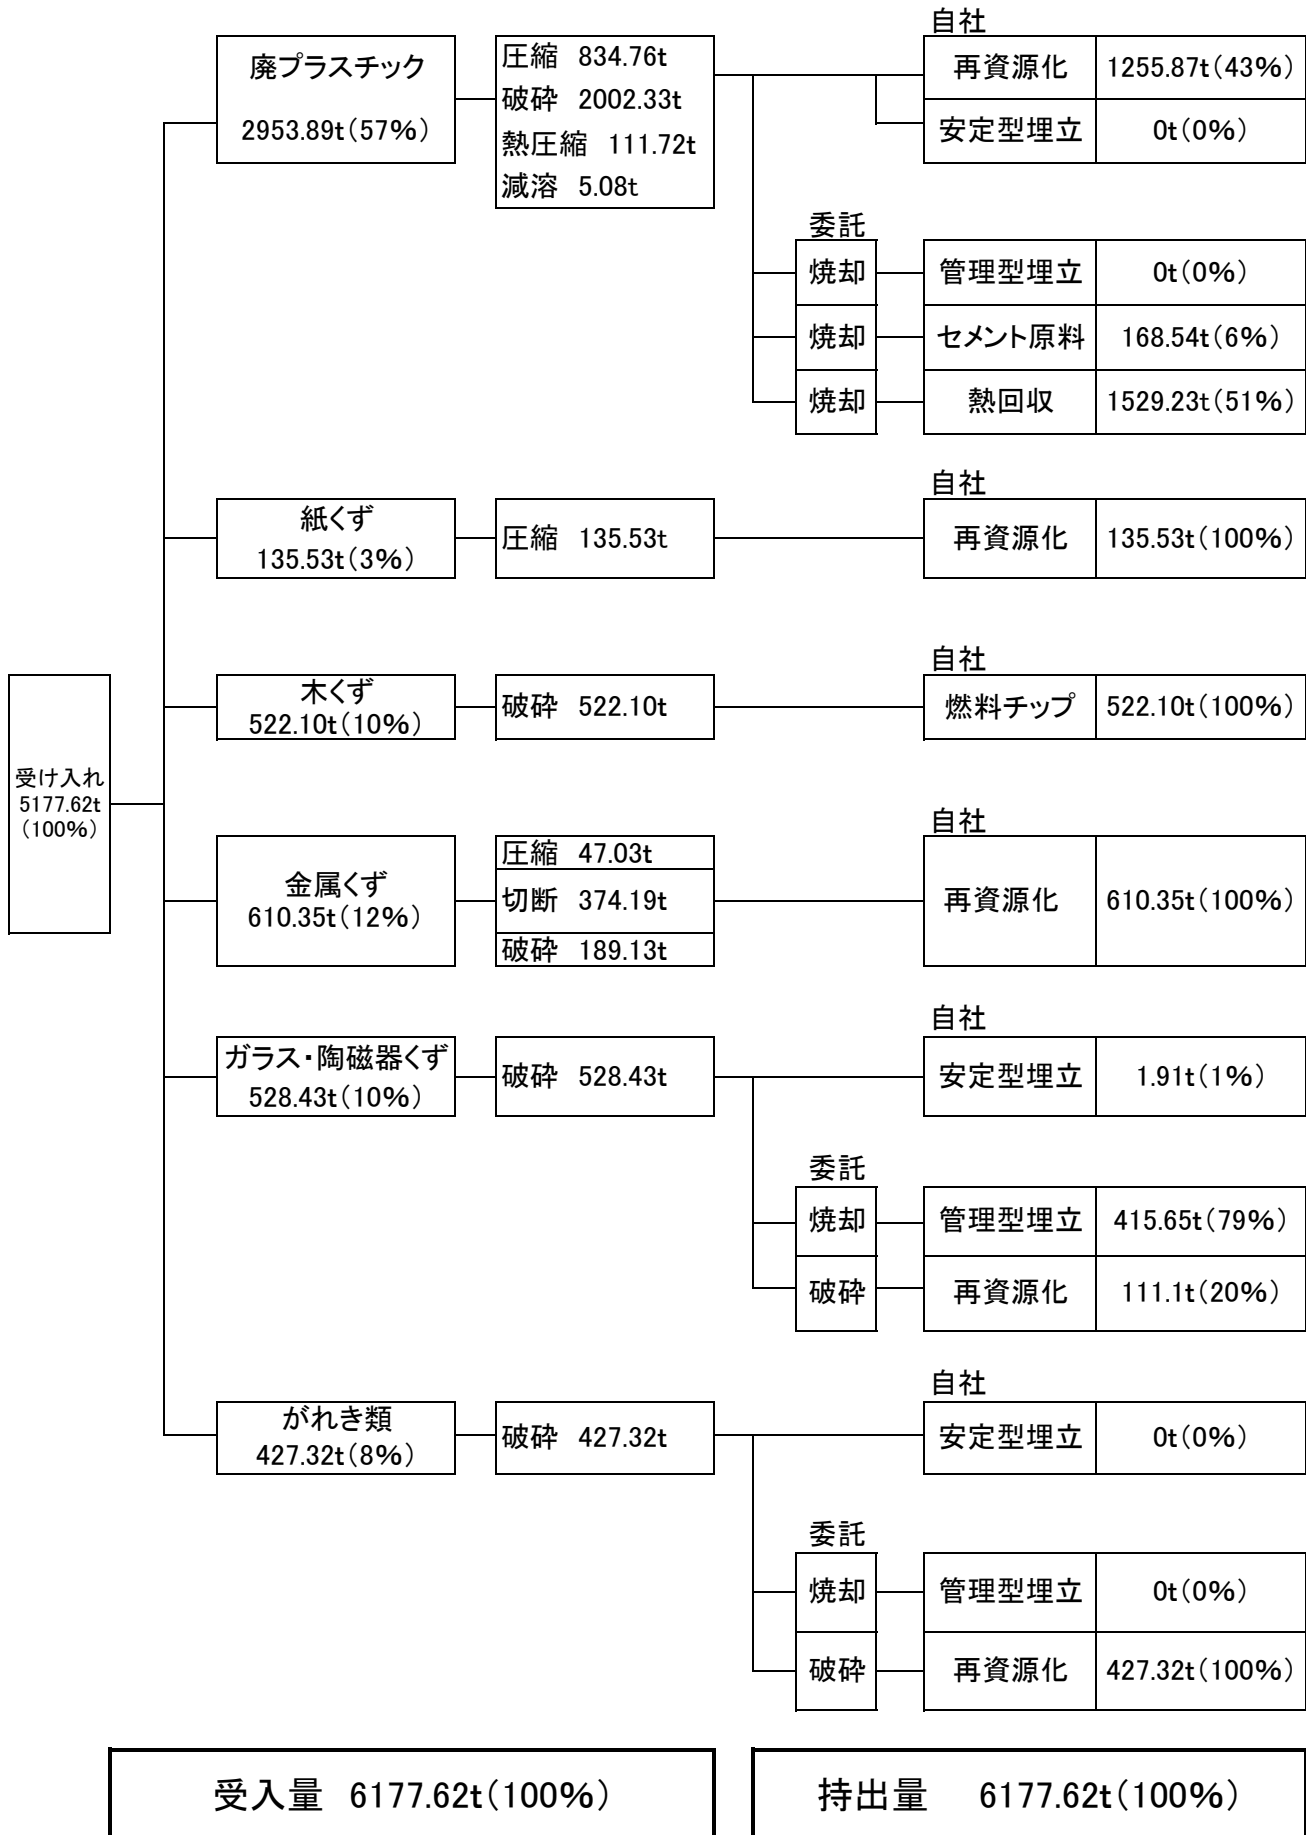 自社
廃プラスチック
2953.89t(57%)
圧縮 834.76t
破砕 2002.33t
熱圧縮 111.72t
減溶 5.08t
再資源化 1255.87t(43%)
安定型埋立 0t(0%)
委託
焼却 管理型埋立 0t(0%)
焼却 セメント原料 168.54t(6%)
焼却 熱回収 1529.23t(51%)
自社
紙くず
135.53t(3%)
圧縮 135.53t
再資源化 135.53t(100%)
自社
木くず
522.10t(10%)
破砕 522.10t
燃料チップ 522.10t(100%)
受け入れ
5177.62t
(100%)
自社
金属くず
610.35t(12%)
圧縮 47.03t
切断 374.19t
破砕 189.13t
再資源化 610.35t(100%)
自社
ガラス・陶磁器くず
528.43t(10%)
破砕 528.43t
安定型埋立 1.91t(1%)
委託
焼却 管理型埋立 415.65t(79%)
破砕 再資源化 111.1t(20%)
自社
がれき類
427.32t(8%)
破砕 427.32t
安定型埋立 0t(0%)
委託
焼却 管理型埋立 0t(0%)
破砕 再資源化 427.32t(100%)
受入量 6177.62t(100%)
持出量 6177.62t(100%)